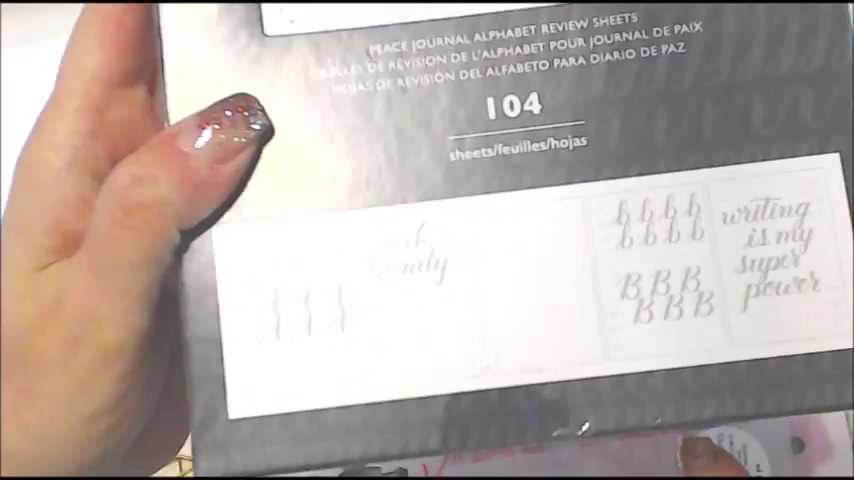 PEACE JOURNAL ALPHABET REVIEW SHEETS
DE RÉVISION DE L'ALPHABET POUR JOURNAL DE PAIX
HOJAS DE REVISIÓN DEL ALFABETO PARA DIARIO DE PAZ
104
sheets/feuilles/hojas
beauty
A A A
b b b b
b b b b
B B B
B B B
writing
is my
super
power